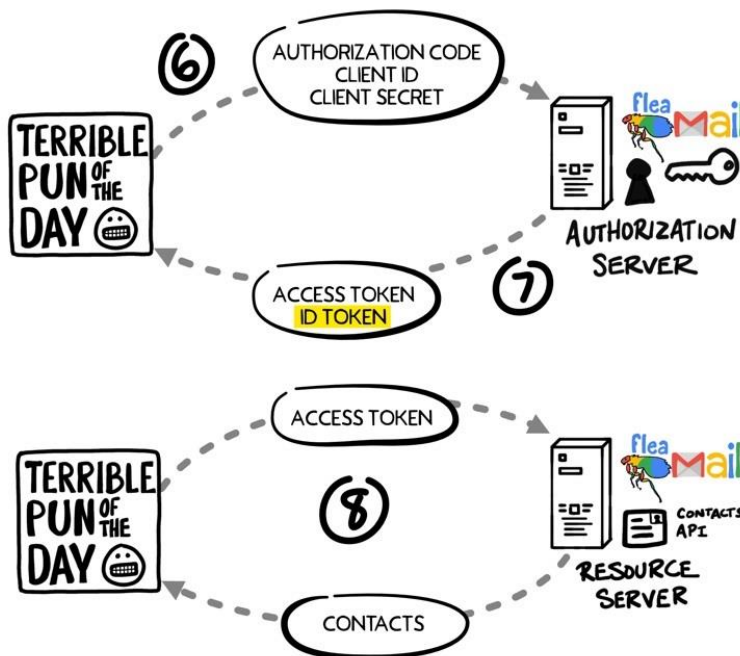 6
AUTHORIZATION CODE
CLIENT ID
CLIENT SECRET
TERRIBLE
PUN OF THE
DAY
flea
Mail
AUTHORIZATION
SERVER
7
ACCESS TOKEN
ID TOKEN
ACCESS TOKEN
TERRIBLE
PUN OF THE
DAY
8
flea
Mail
CONTACTS
API
RESOURCE
SERVER
CONTACTS